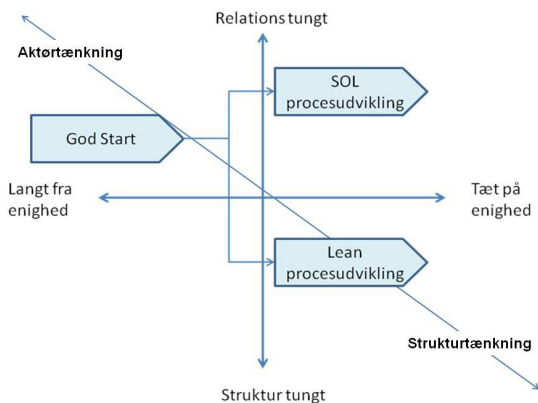 Relations tungt
Aktørtænkning
SOL
procesudvikling
God Start
Langt fra
enighed
Tæt på
enighed
Lean
procesudvikling
Strukturtænkning
Struktur tungt